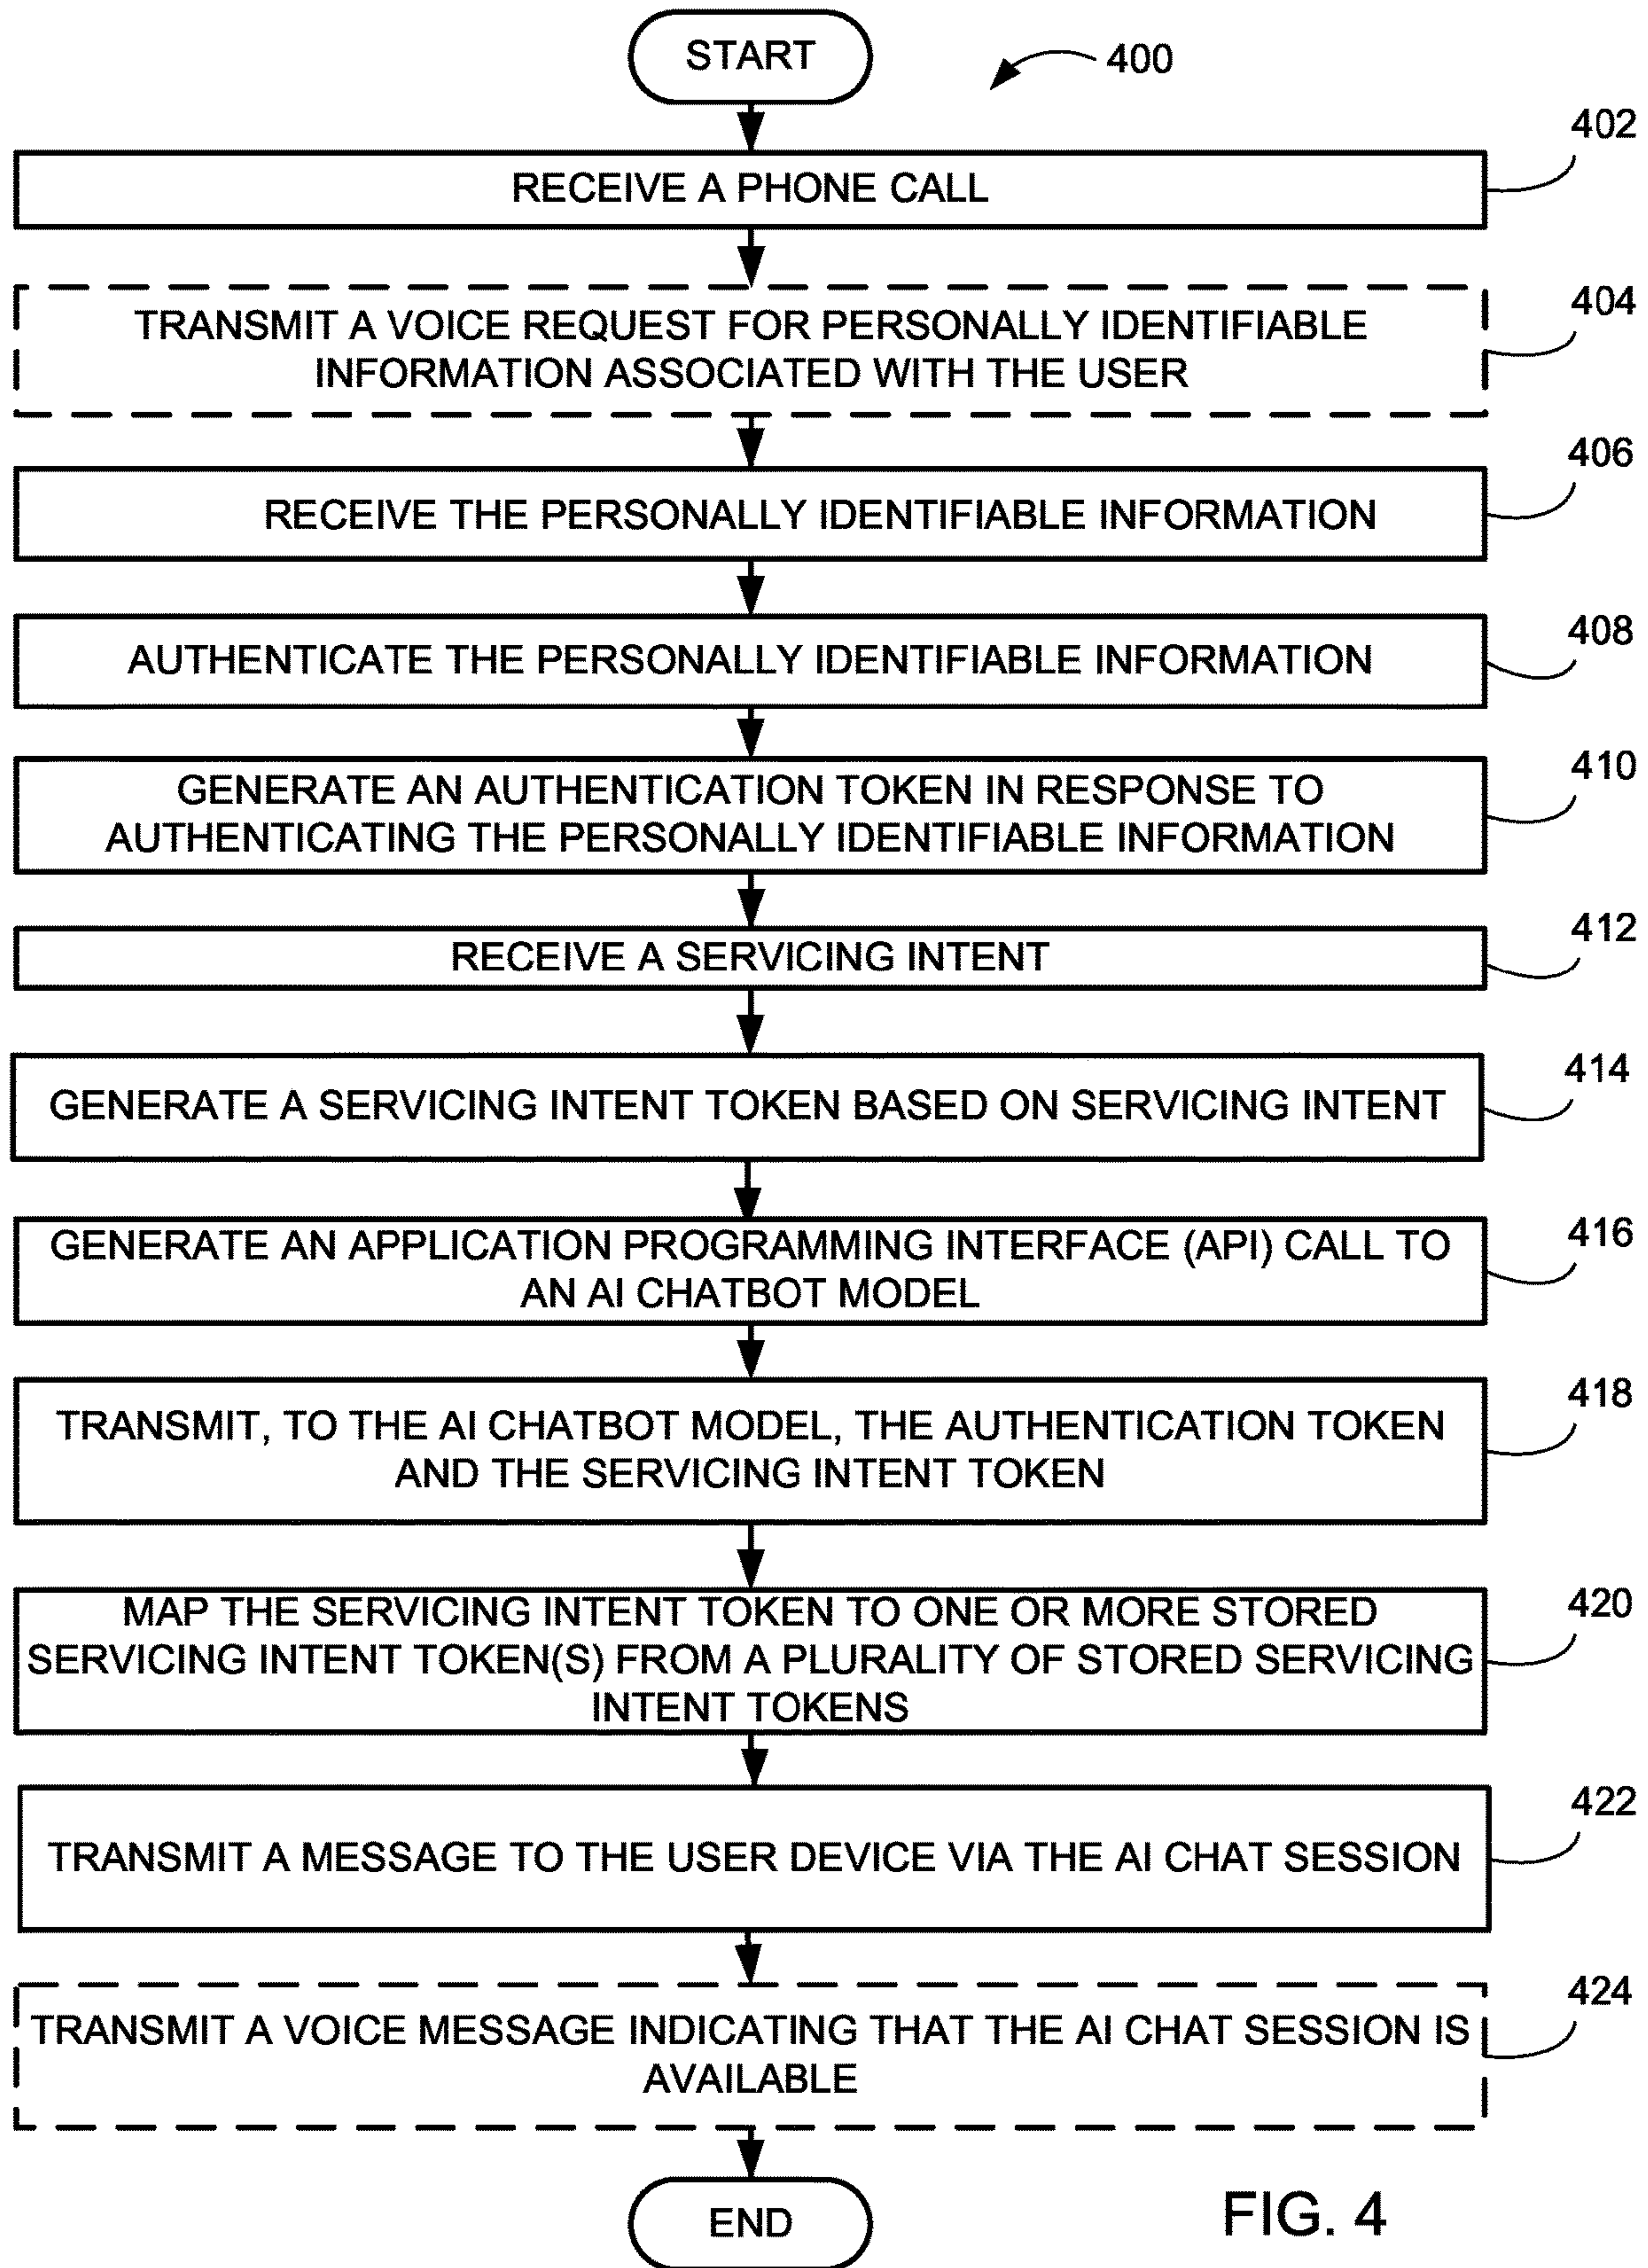 START
400
402
RECEIVE A PHONE CALL
404
TRANSMIT A VOICE REQUEST FOR PERSONALLY IDENTIFIABLE
INFORMATION ASSOCIATED WITH THE USER
406
RECEIVE THE PERSONALLY IDENTIFIABLE INFORMATION
408
AUTHENTICATE THE PERSONALLY IDENTIFIABLE INFORMATION
410
GENERATE AN AUTHENTICATION TOKEN IN RESPONSE TO
AUTHENTICATING THE PERSONALLY IDENTIFIABLE INFORMATION
412
RECEIVE A SERVICING INTENT
414
GENERATE A SERVICING INTENT TOKEN BASED ON SERVICING INTENT
416
GENERATE AN APPLICATION PROGRAMMING INTERFACE (API) CALL TO
AN AI CHATBOT MODEL
418
TRANSMIT, TO THE AI CHATBOT MODEL, THE AUTHENTICATION TOKEN
AND THE SERVICING INTENT TOKEN
420
MAP THE SERVICING INTENT TOKEN TO ONE OR MORE STORED
SERVICING INTENT TOKEN(S) FROM A PLURALITY OF STORED SERVICING
INTENT TOKENS
422
TRANSMIT A MESSAGE TO THE USER DEVICE VIA THE AI CHAT SESSION
424
TRANSMIT A VOICE MESSAGE INDICATING THAT THE AI CHAT SESSION IS
AVAILABLE
END
FIG. 4